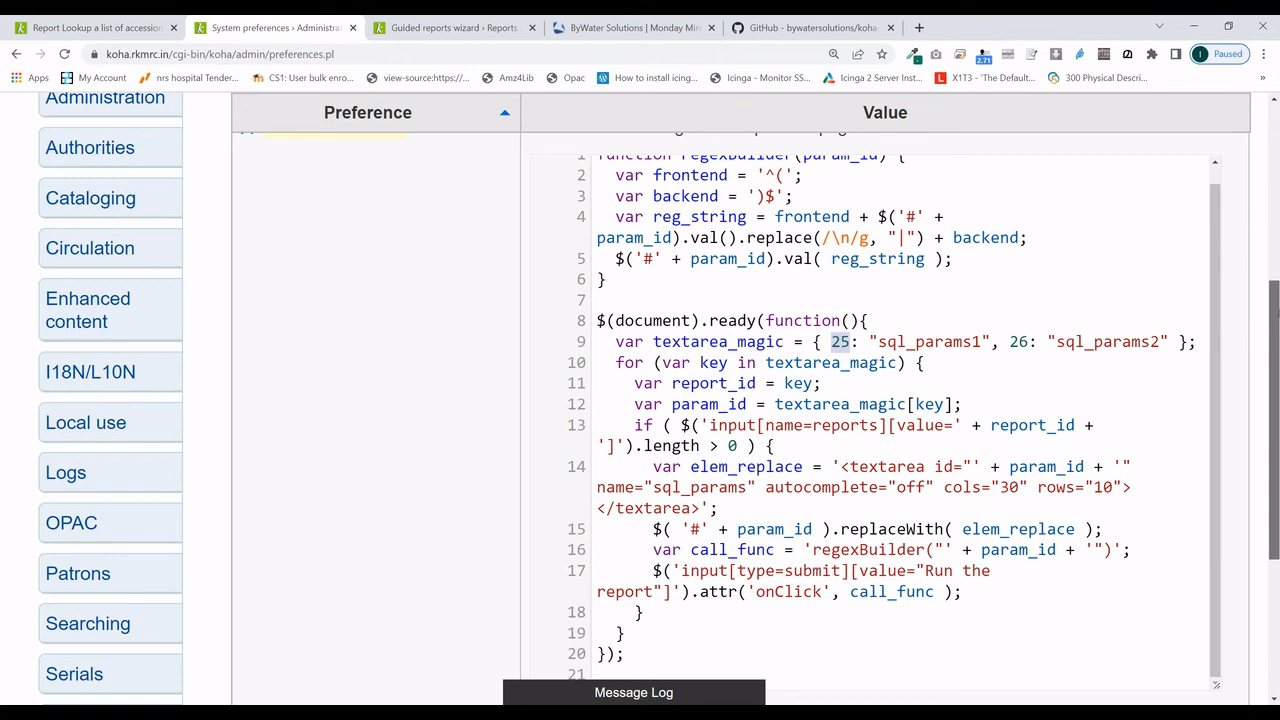 Report Lookup a list of accession
System preferences › Administra
Guided reports wizard › Reports
ByWater Solutions | Monday Min
GitHub - bywatersolutions/koha-
koha.rkmrc.in/cgi-bin/koha/admin/preferences.pl
2.71
Paused
Apps
My Account
nrs hospital Tender...
CS1: User bulk enro...
view-source:https:/...
Amz4Lib
Opac
How to install icing...
Icinga - Monitor SS...
Icinga 2 Server Inst...
X1T3 - 'The Default...
300 Physical Descri...
Administration
Authorities
Cataloging
Circulation
Enhanced
content
I18N/L10N
Local use
Logs
OPAC
Patrons
Searching
Serials
Preference
Value
1 function regexBuilder(param_id) {
2 var frontend = '^(';
3 var backend = ')$';
4 var reg_string = frontend + $('#' +
param_id).val().replace(/\n/g, "|") + backend;
5 $('#' + param_id).val( reg_string );
6 }
7
8 $(document).ready(function(){
9 var textarea_magic = { 25: "sql_params1", 26: "sql_params2" };
10 for (var key in textarea_magic) {
11 var report_id = key;
12 var param_id = textarea_magic[key];
13 if ( $('input[name=reports][value=' + report_id +
']').length > 0 ) {
14 var elem_replace = '<textarea id="' + param_id + '"
name="sql_params" autocomplete="off" cols="30" rows="10">
</textarea>';
15 $( '#' + param_id ).replaceWith( elem_replace );
16 var call_func = 'regexBuilder("' + param_id + '")';
17 $('input[type=submit][value="Run the
report"]').attr('onClick', call_func );
18 }
19 }
20 });
21
Message Log